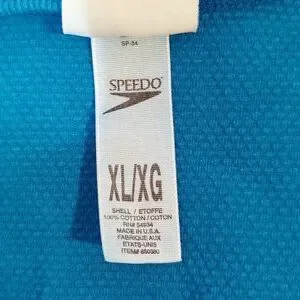 SP-34
SPEEDO
XL/XG
SHELL / ETOFFE
100% COTTON / COTON
RN# 54934
MADE IN U.S.A.
FABRIQUE AUX
ETATS-UNIS
ITEM# 850380